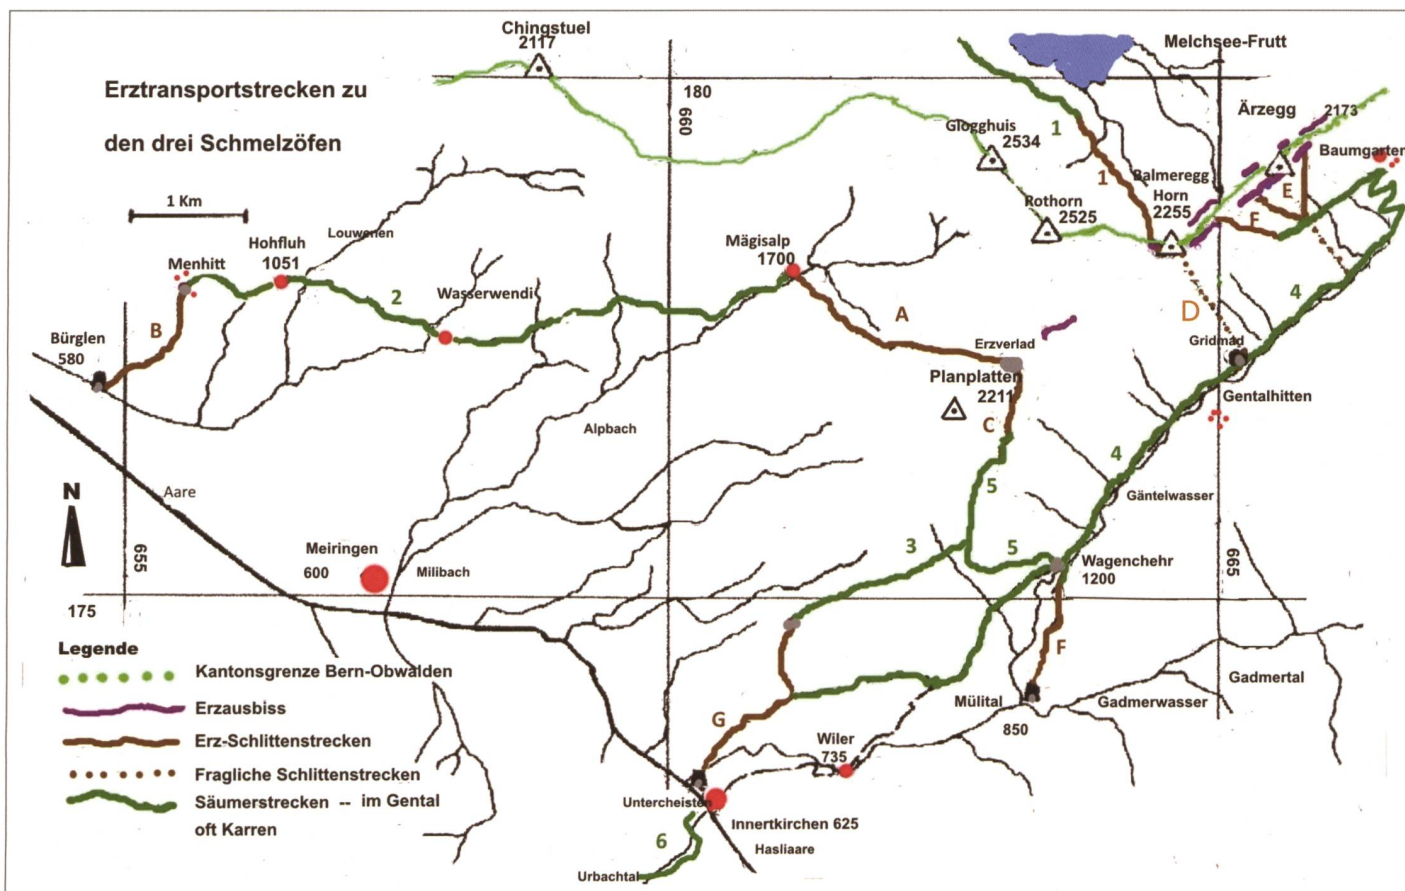 Chingstuel
2117
Melchsee-Frutt
Erztransportstrecken zu
den drei Schmelzöfen
180
660
1
Ärzegg
2173
Glogghuis
2534
Baumgarten
1
Balmeregg
Horn
2255
E
1 Km
Rothorn
2525
F
Louwenen
Hohfluh
1051
Mägisalp
1700
Menhitt
2
Wasserwendi
4
B
A
D
Bürglen
580
Erzverlad
Gridmad
Planplatten
2211
Gentalhitten
C
Alpbach
4
5
Gäntelwasser
N
Aare
655
Meiringen
600
Milibach
3
5
Wagenchehr
1200
665
175
Legende
Kantonsgrenze Bern-Obwalden
Erzausbiss
Erz-Schlittenstrecken
Fragliche Schlittenstrecken
Säumerstrecken -- im Gental
oft Karren
F
Gadmertal
Mülital
850
Gadmerwasser
G
Wiler
735
Untercheisten
Innertkirchen 625
6
Hasliaare
Urbachtal